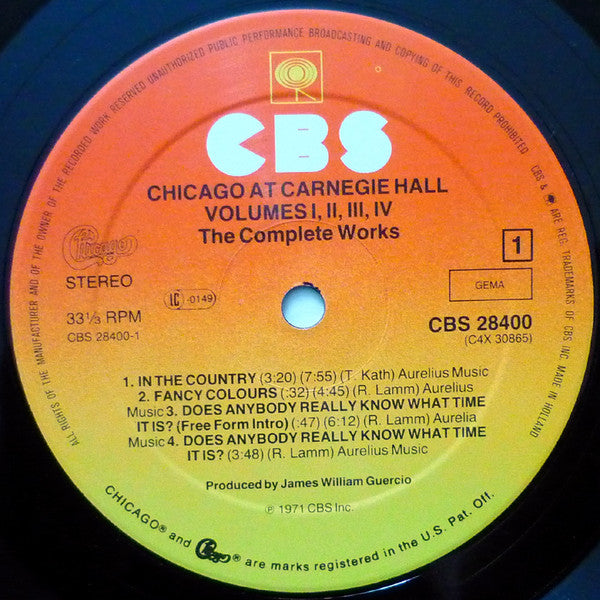 ALL RIGHTS OF THE MANUFACTURER AND OF THE OWNER OF THE RECORDED WORK RESERVED UNAUTHORIZED PUBLIC PERFORMANCE BROADCASTING AND COPYING OF THIS RECORD PROHIBITED
CBS & ARE REG. TRADEMARKS OF CBS INC. MADE IN HOLLAND
CBS
CHICAGO AT CARNEGIE HALL
VOLUMES I, II, III, IV
The Complete Works
Chicago
1
STEREO
LC -0149
GEMA
33⅓ RPM
CBS 28400
CBS 28400-1
(C4X 30865)
1. IN THE COUNTRY (3:20) (7:55) (T. Kath) Aurelius Music
2. FANCY COLOURS (:32) (4:45) (R. Lamm) Aurelius
Music 3. DOES ANYBODY REALLY KNOW WHAT TIME
IT IS? (Free Form Intro) (:47) (6:12) (R. Lamm) Aurelia
Music 4. DOES ANYBODY REALLY KNOW WHAT TIME
IT IS? (3:48) (R. Lamm) Aurelius Music
Produced by James William Guercio
℗ 1971 CBS Inc.
CHICAGO® and Chicago® are marks registered in the U.S. Pat. Off.